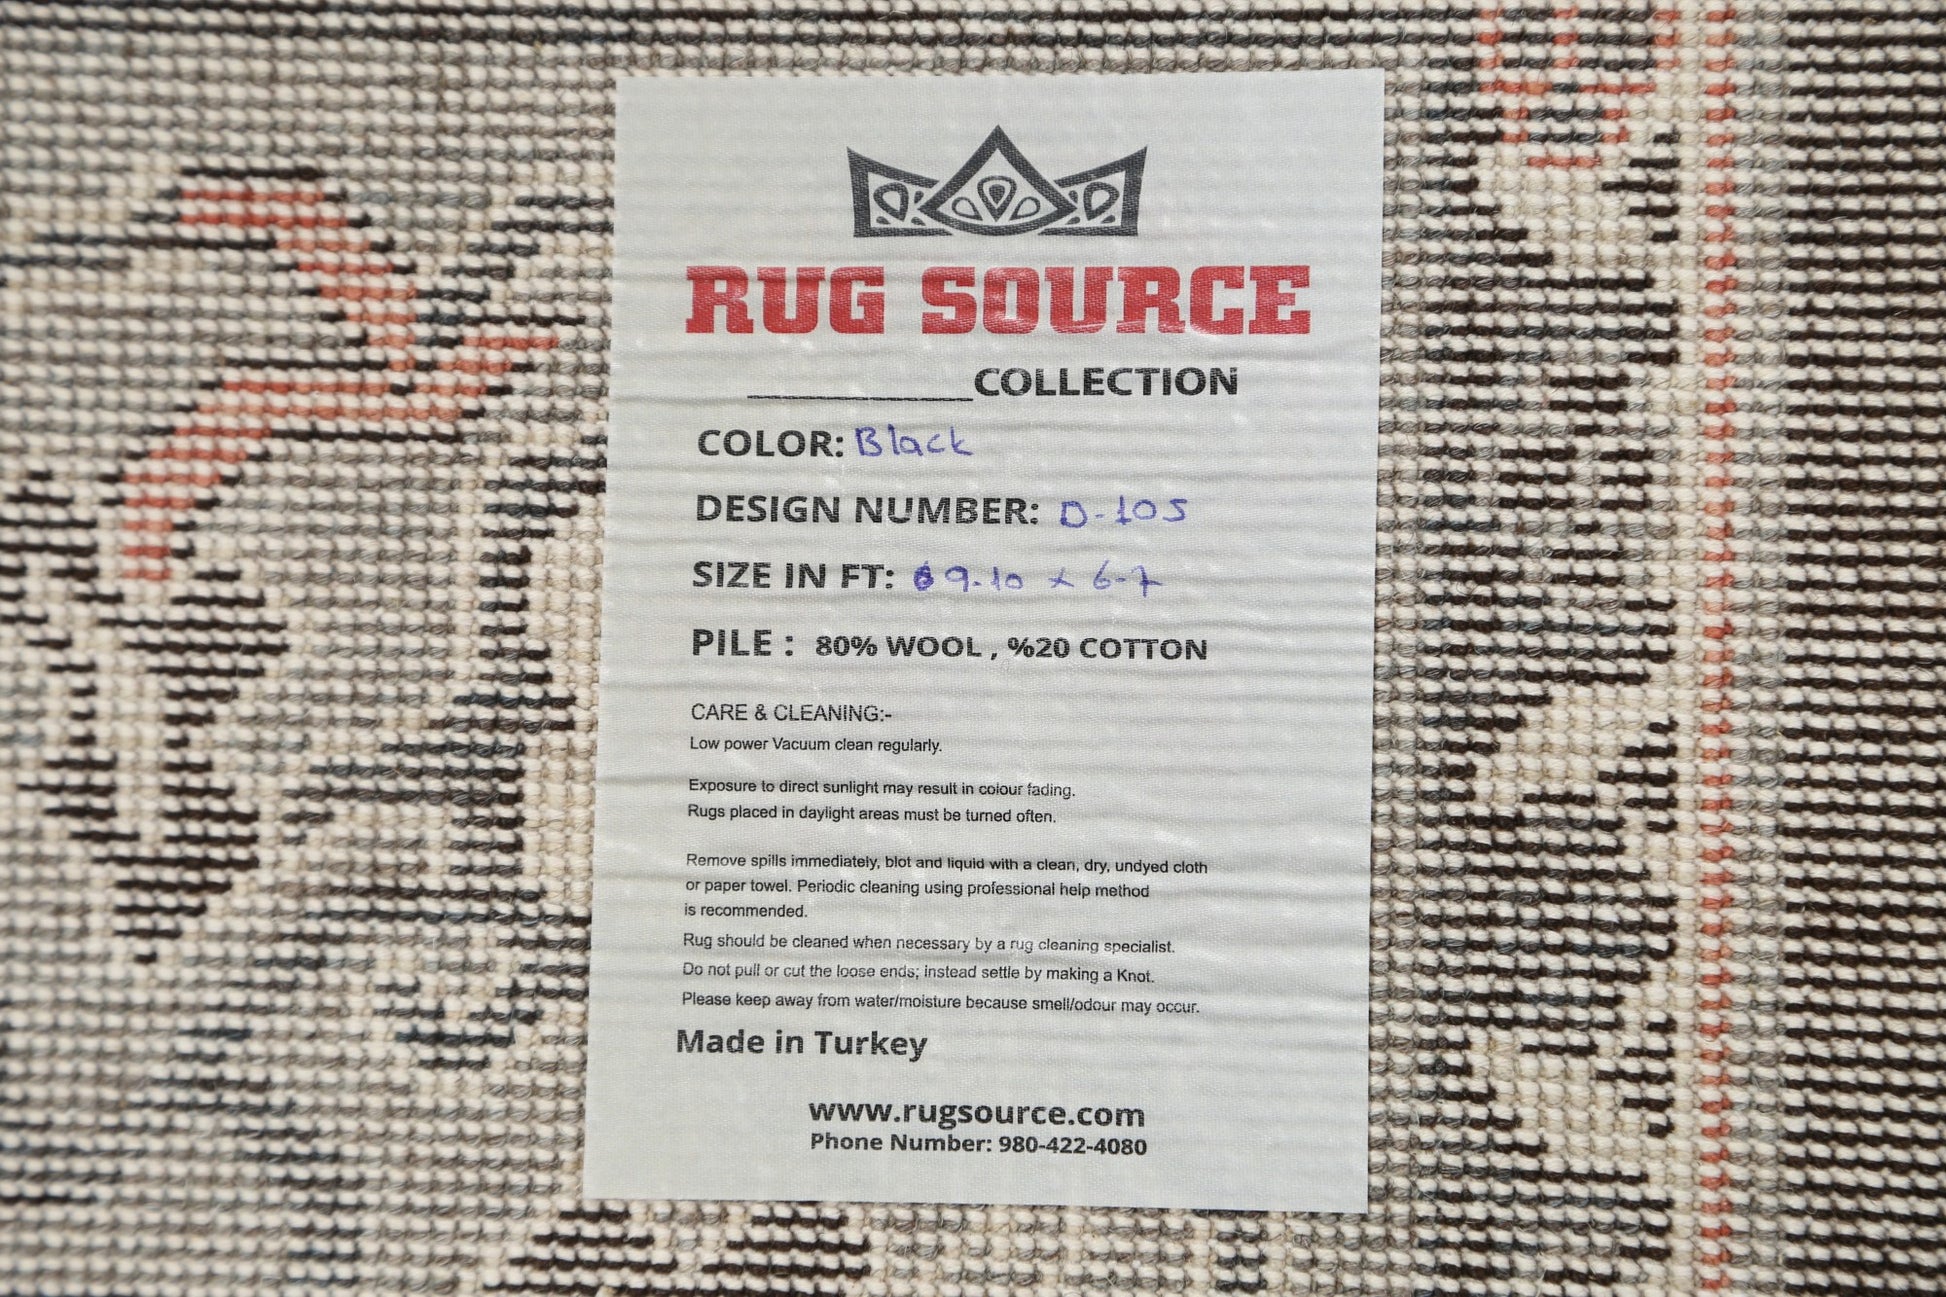 RUG SOURCE
____________COLLECTION
COLOR: Black
DESIGN NUMBER: D-105
SIZE IN FT: 9-10 x 6-7
PILE : 80% WOOL , %20 COTTON
CARE & CLEANING:-
Low power Vacuum clean regularly.
Exposure to direct sunlight may result in colour fading.
Rugs placed in daylight areas must be turned often.
Remove spills immediately, blot and liquid with a clean, dry, undyed cloth
or paper towel. Periodic cleaning using professional help method
is recommended.
Rug should be cleaned when necessary by a rug cleaning specialist.
Do not pull or cut the loose ends; instead settle by making a Knot.
Please keep away from water/moisture because smell/odour may occur.
Made in Turkey
www.rugsource.com
Phone Number: 980-422-4080